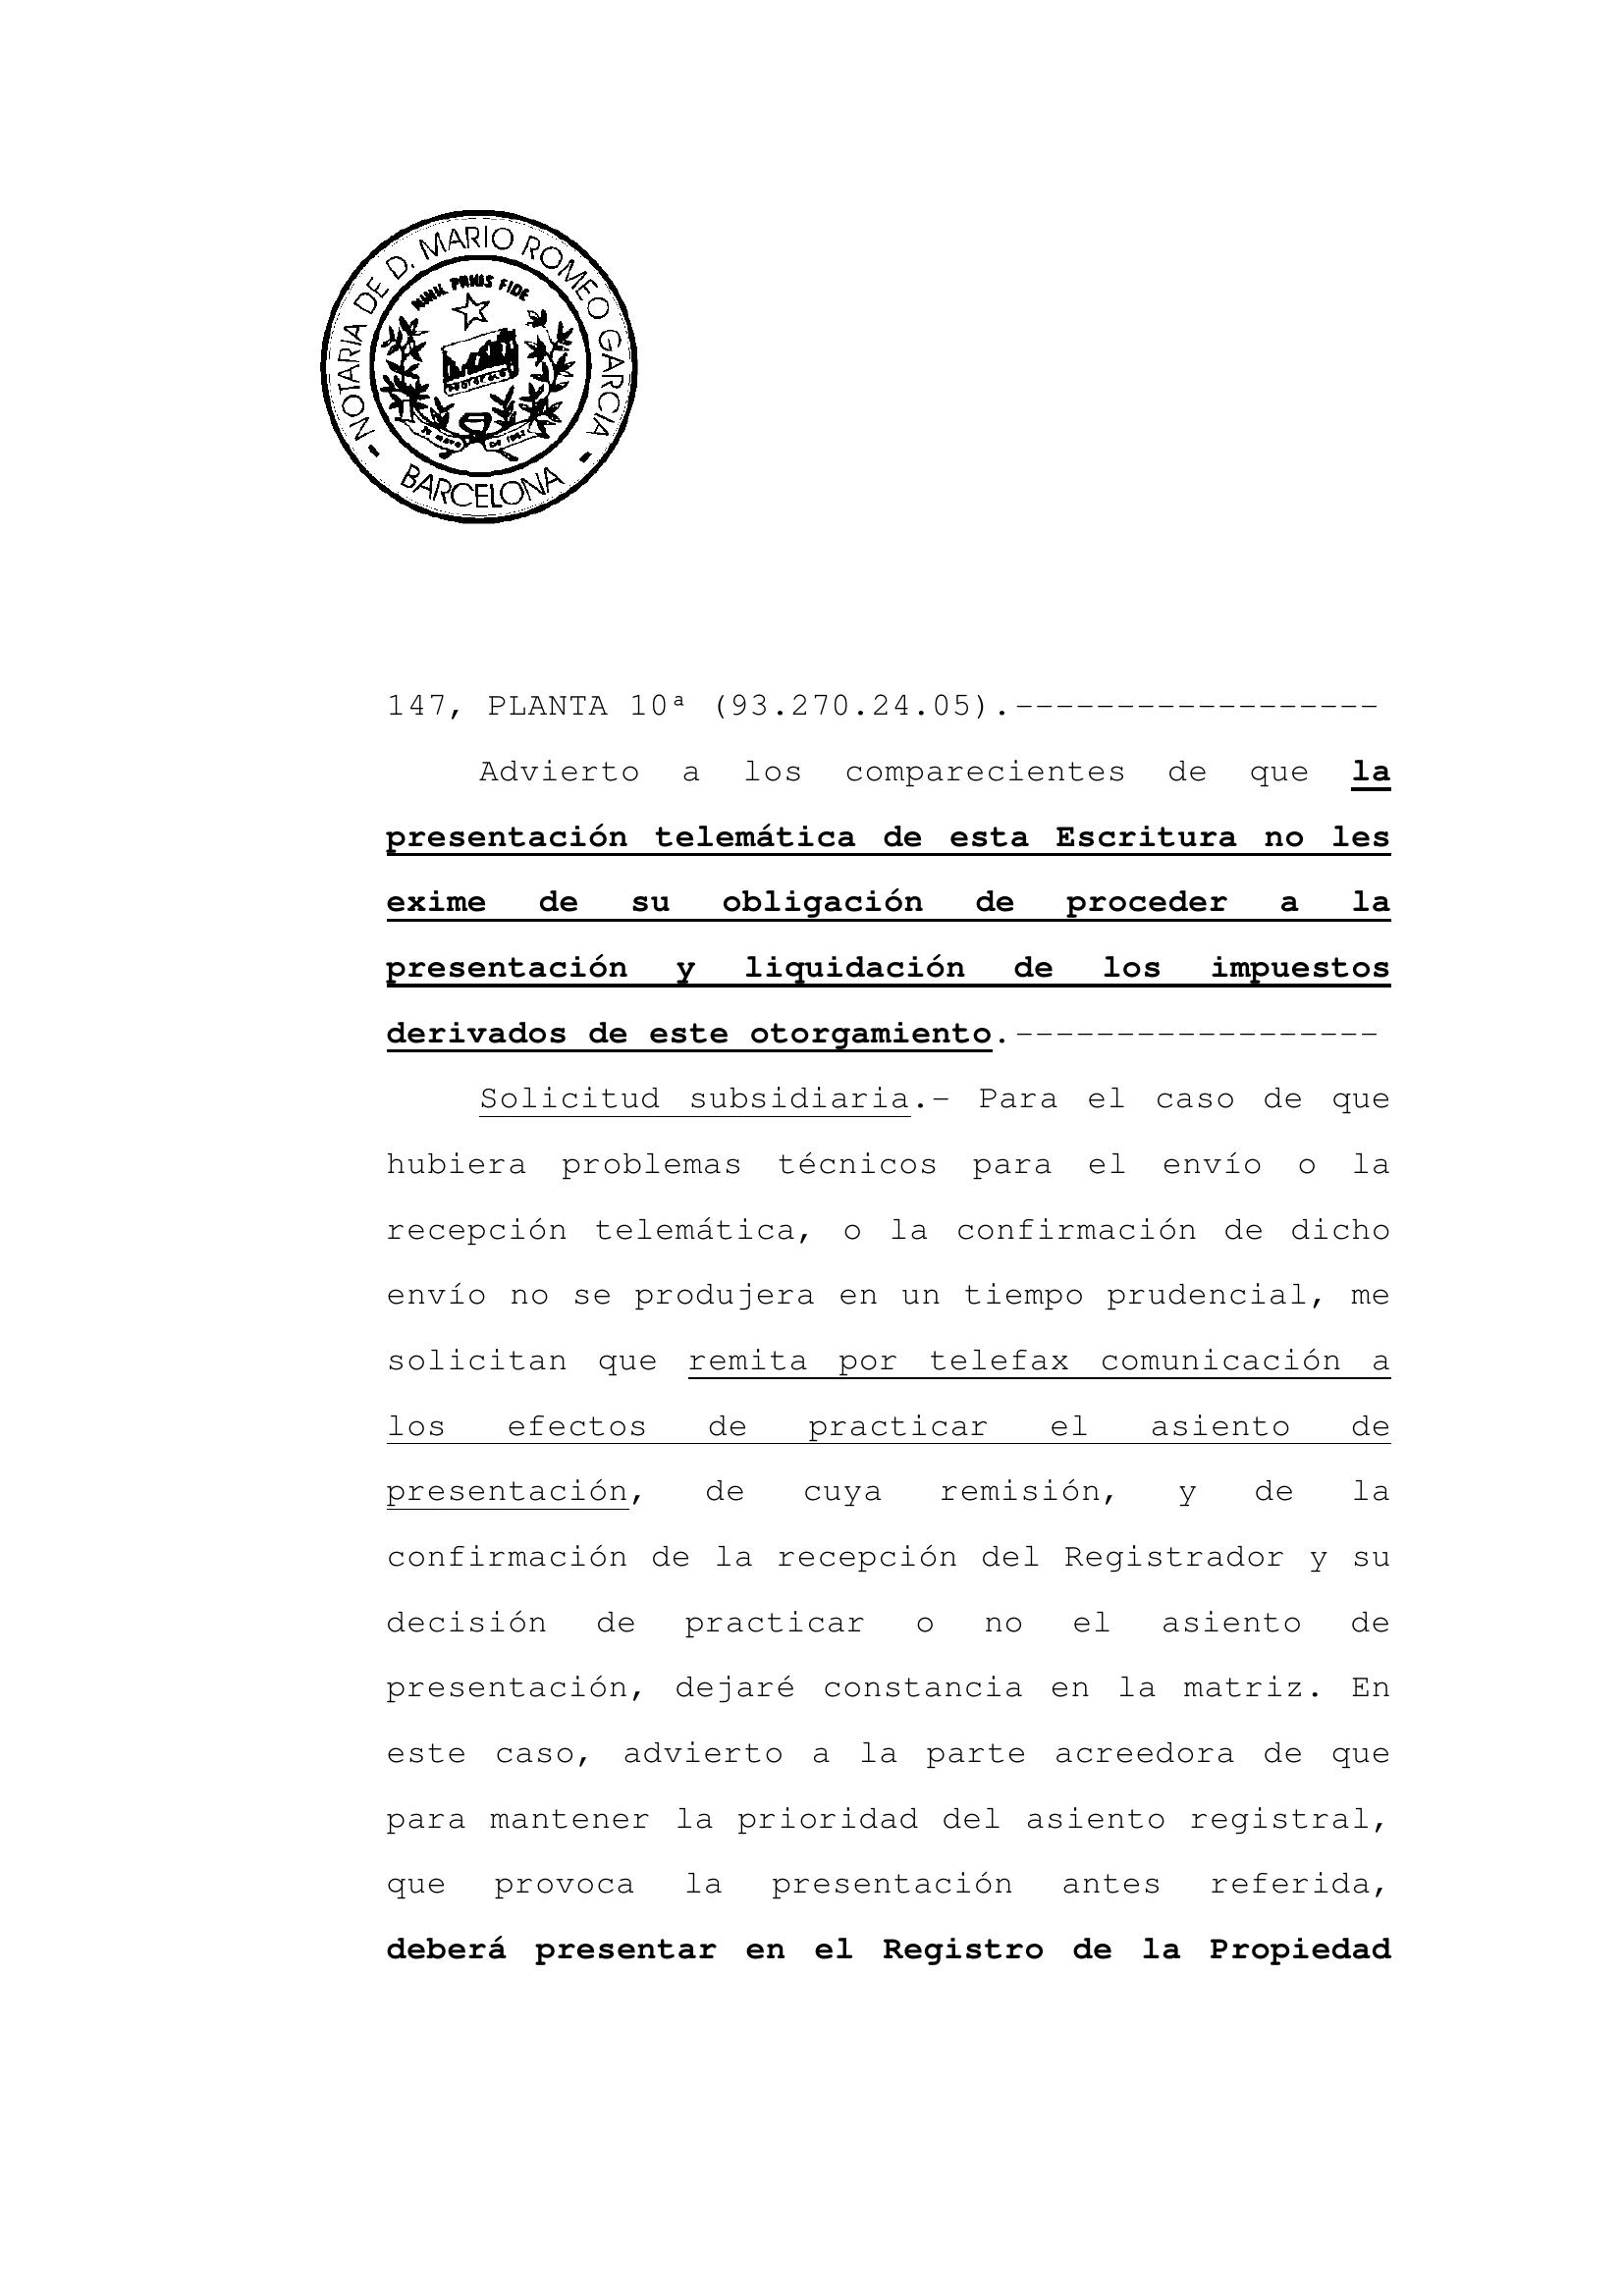 NOTARIA DE D. MARIO ROMEO GARCIA
NIHIL PRIUS FIDE
BARCELONA
147, PLANTA 10ª (93.270.24.05).------------------
Advierto a los comparecientes de que la
presentación telemática de esta Escritura no les
exime de su obligación de proceder a la
presentación y liquidación de los impuestos
derivados de este otorgamiento.------------------
Solicitud subsidiaria.- Para el caso de que
hubiera problemas técnicos para el envío o la
recepción telemática, o la confirmación de dicho
envío no se produjera en un tiempo prudencial, me
solicitan que remita por telefax comunicación a
los efectos de practicar el asiento de
presentación, de cuya remisión, y de la
confirmación de la recepción del Registrador y su
decisión de practicar o no el asiento de
presentación, dejaré constancia en la matriz. En
este caso, advierto a la parte acreedora de que
para mantener la prioridad del asiento registral,
que provoca la presentación antes referida,
deberá presentar en el Registro de la Propiedad